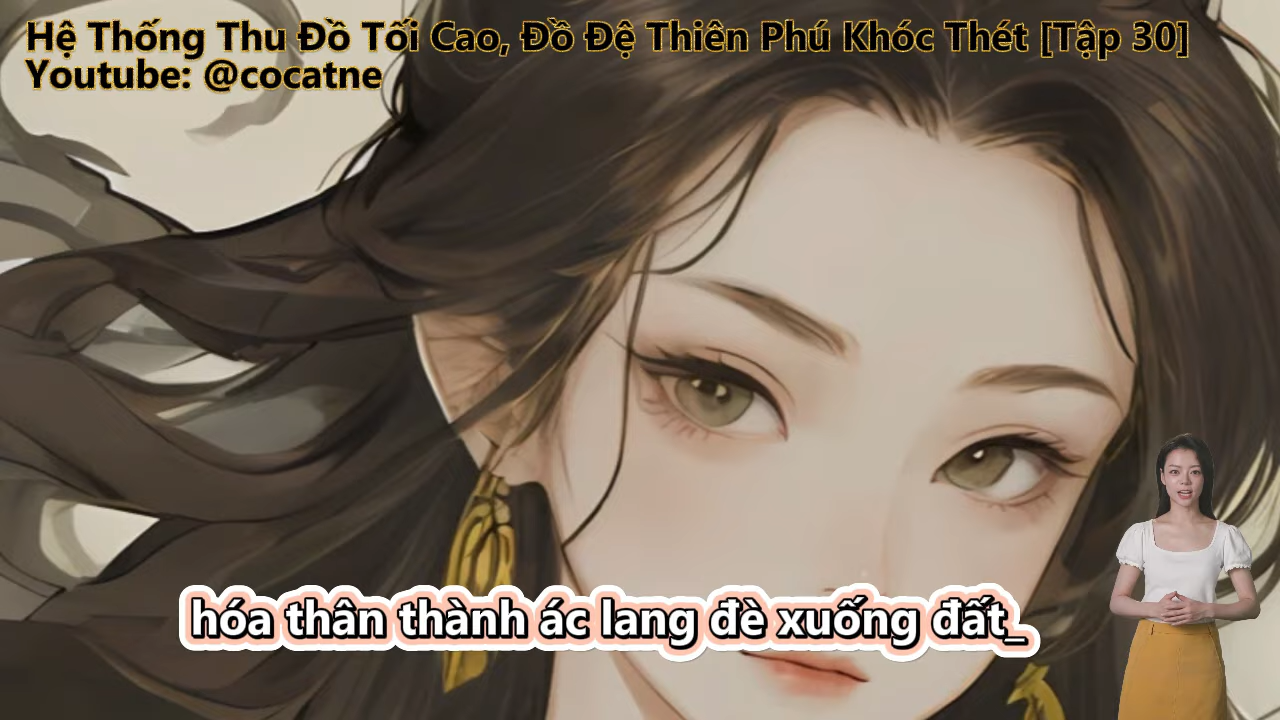 Hệ Thống Thu Đồ Tối Cao, Đồ Đệ Thiên Phú Khóc Thét [Tập 30]
Youtube: @cocatne
hóa thân thành ác lang đè xuống đất_